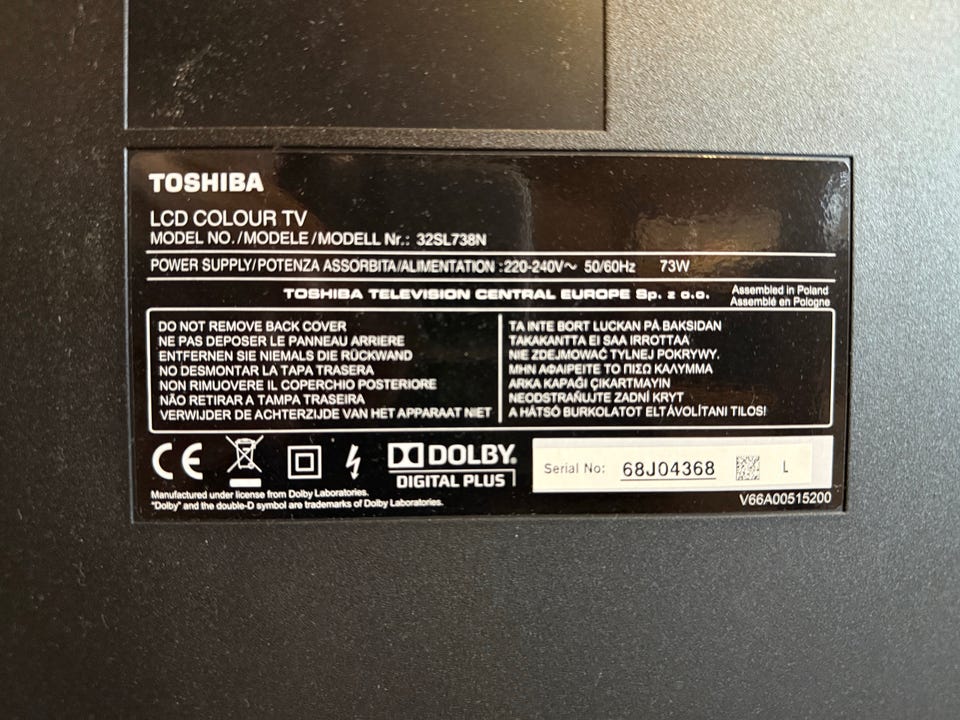 TOSHIBA
LCD COLOUR TV
MODEL NO./MODELE/MODELL Nr.: 32SL738N
POWER SUPPLY/POTENZA ASSORBITA/ALIMENTATION :220-240V～ 50/60Hz 73W
TOSHIBA TELEVISION CENTRAL EUROPE Sp. z o.o.
Assembled in Poland
Assemblé en Pologne
DO NOT REMOVE BACK COVER
NE PAS DEPOSER LE PANNEAU ARRIERE
ENTFERNEN SIE NIEMALS DIE RÜCKWAND
NO DESMONTAR LA TAPA TRASERA
NON RIMUOVERE IL COPERCHIO POSTERIORE
NÃO RETIRAR A TAMPA TRASEIRA
VERWIJDER DE ACHTERZIJDE VAN HET APPARAAT NIET
TA INTE BORT LUCKAN PÅ BAKSIDAN
TAKAKANTTA EI SAA IRROTTAA
NIE ZDEJMOWAĆ TYLNEJ POKRYWY.
ΜΗΝ ΑΦΑΙΡΕΙΤΕ ΤΟ ΠΙΣΩ ΚΑΛΥΜΜΑ
ARKA KAPAĞI ÇIKARTMAYIN
NEODSTRAŇUJTE ZADNÍ KRYT
A HÁTSÓ BURKOLATOT ELTÁVOLÍTANI TILOS!
CE
DOLBY.
DIGITAL PLUS
Serial No: 68J04368 L
Manufactured under license from Dolby Laboratories.
"Dolby" and the double-D symbol are trademarks of Dolby Laboratories.
V66A00515200